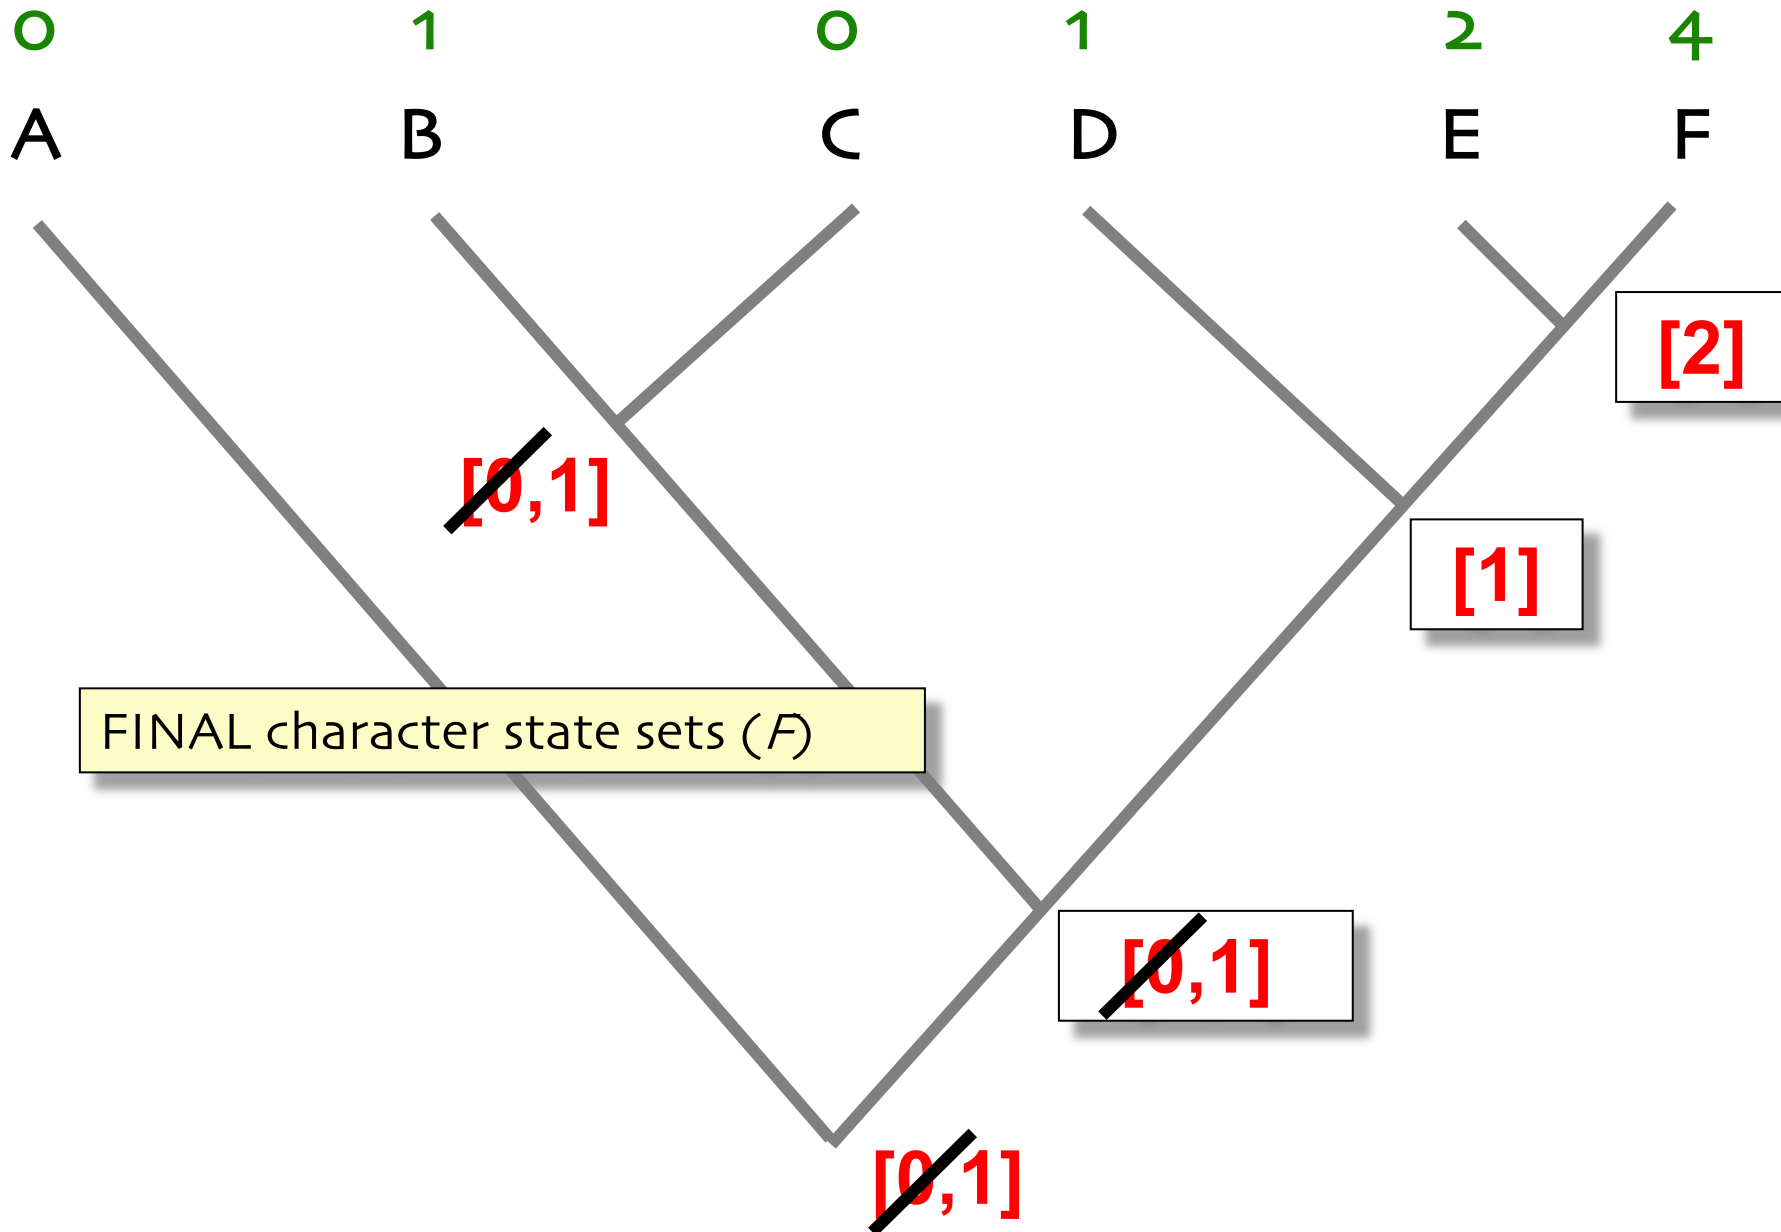 0 1 0 1 2 4
A B C D E F
[2]
[0,1]
[1]
FINAL character state sets (F)
[0,1]
[0,1]